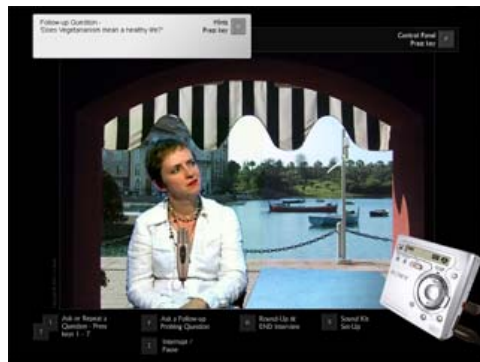 Follow-up Question -
'Does Vegetarianism mean a healthy life?'
Press key
Control Panel
Press key
Ask or Repeat a
Question - Press
keys 1 - 7
Ask a Follow-up
Probing Question
Round-Up &
END Interview
Sound Kit
Set-Up
Interrupt /
Pause
SONY